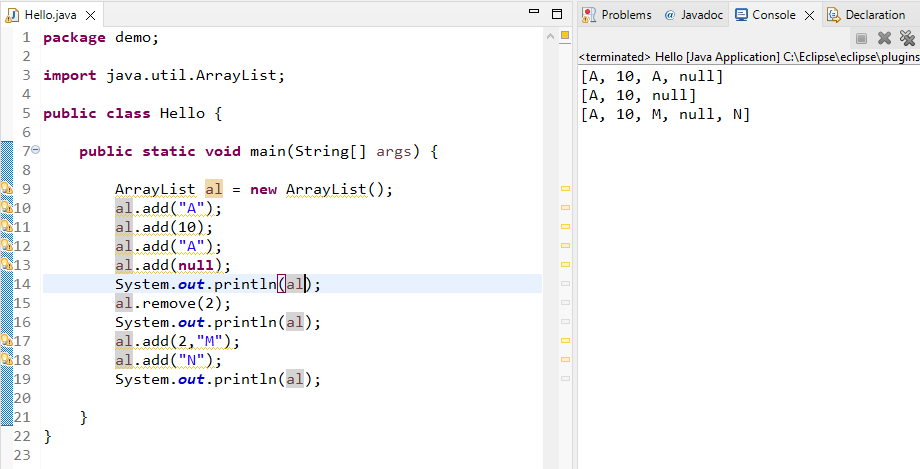 Hello.java
1 package demo;
2
3 import java.util.ArrayList;
4
5 public class Hello {
6
7 public static void main(String[] args) {
8
9 ArrayList al = new ArrayList();
10 al.add("A");
11 al.add(10);
12 al.add("A");
13 al.add(null);
14 System.out.println(al);
15 al.remove(2);
16 System.out.println(al);
17 al.add(2,"M");
18 al.add("N");
19 System.out.println(al);
20
21 }
22 }
23
Problems @ Javadoc Console Declaration
<terminated> Hello [Java Application] C:\Eclipse\eclipse\plugins
[A, 10, A, null]
[A, 10, null]
[A, 10, M, null, N]